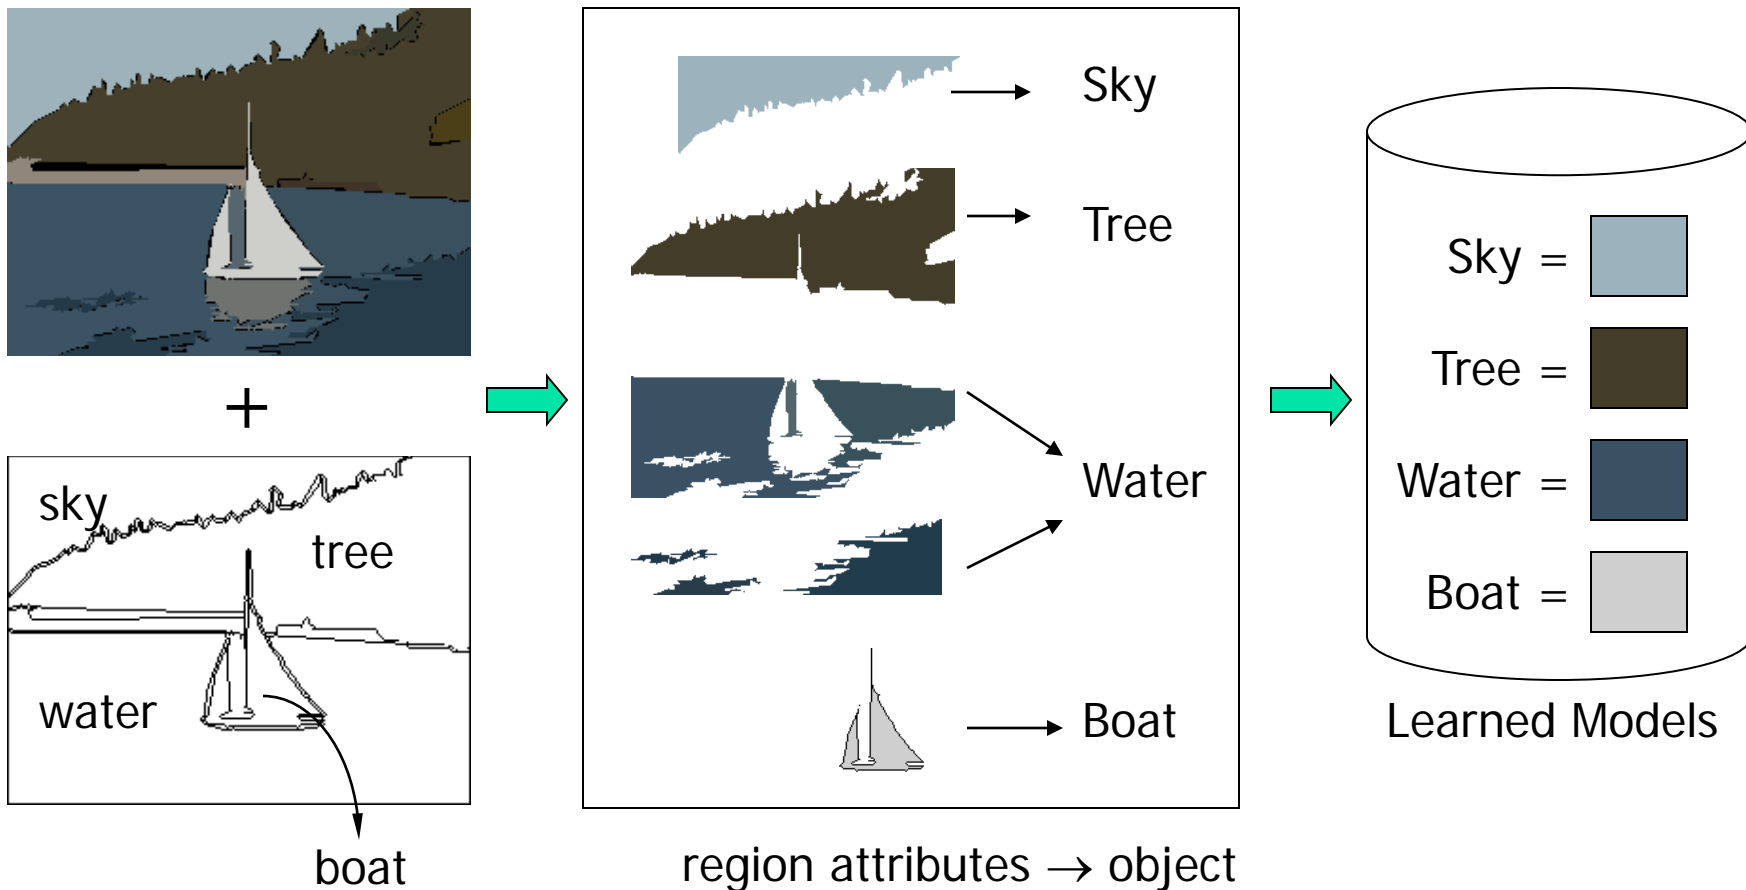 +
sky
tree
water
boat
Sky
Tree
Water
Boat
region attributes → object
Sky =
Tree =
Water =
Boat =
Learned Models